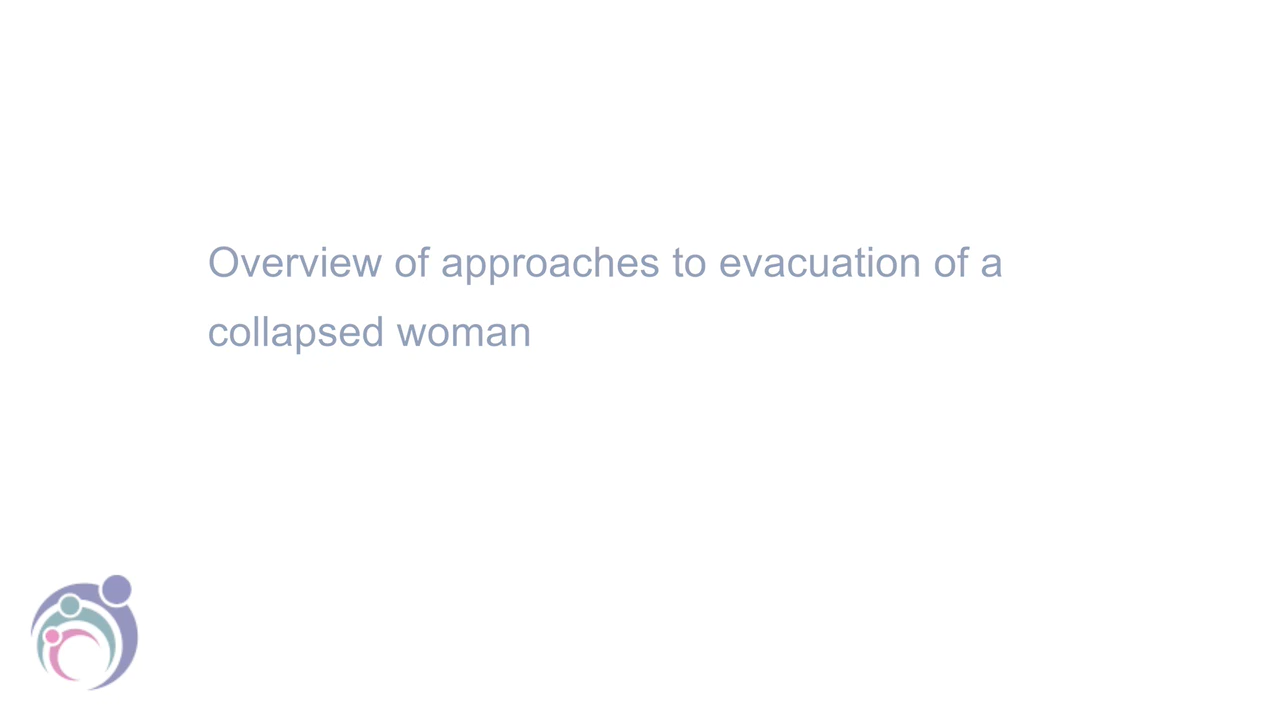 Overview of approaches to evacuation of a
collapsed woman